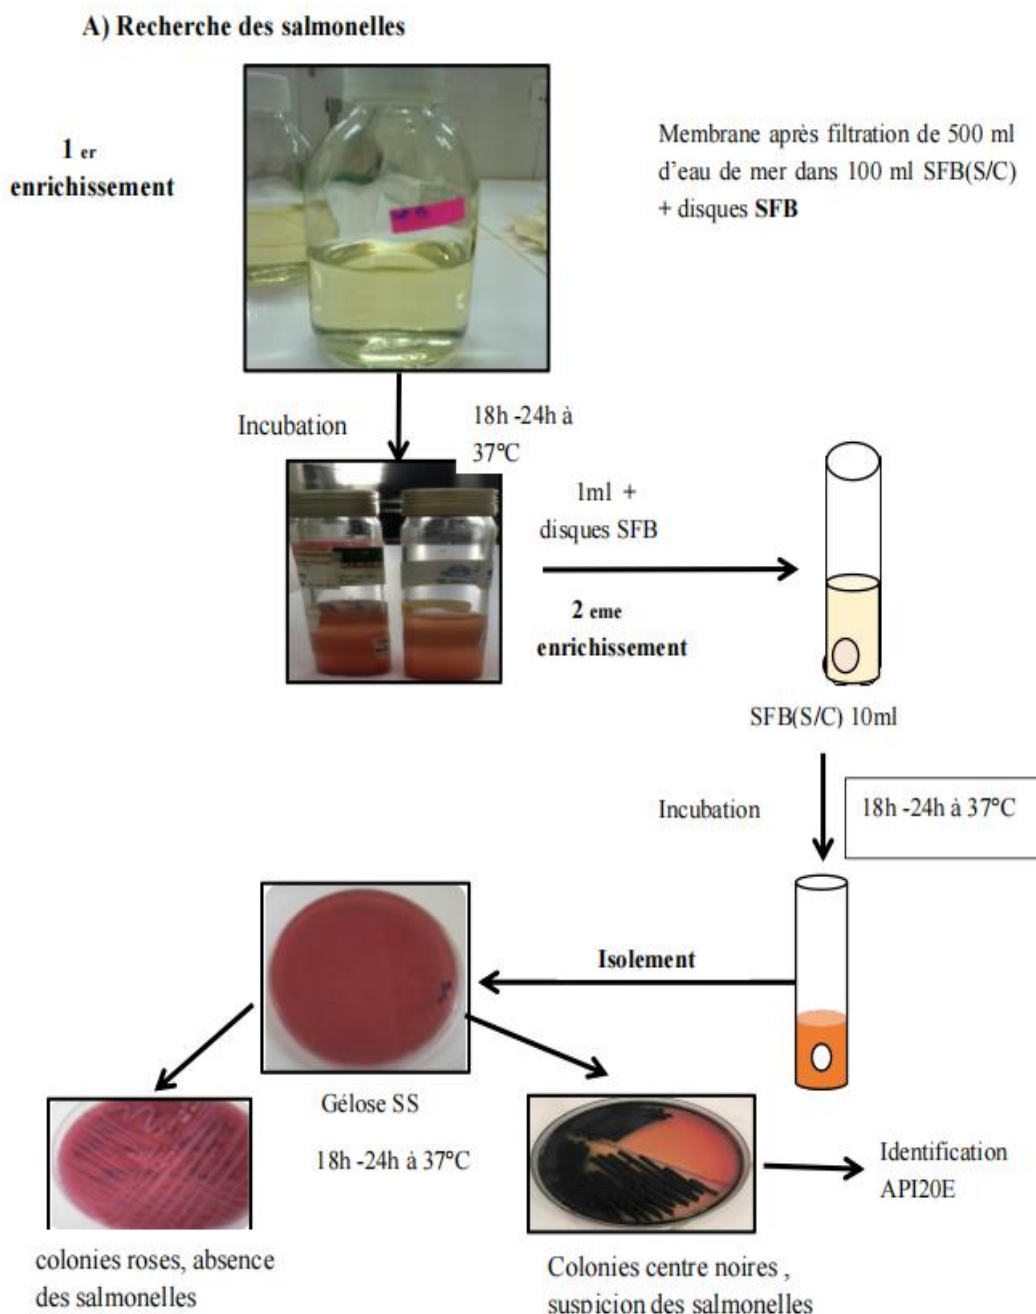 A) Recherche des salmonelles
1 er
enrichissement
Membrane après filtration de 500 ml
d'eau de mer dans 100 ml SFB(S/C)
+ disques SFB
Incubation
18h -24h à
37°C
1ml +
disques SFB
2 eme
enrichissement
SFB(S/C) 10ml
Incubation
18h -24h à 37°C
Isolement
Gélose SS
18h -24h à 37°C
Identification
API20E
colonies roses, absence
des salmonelles
Colonies centre noires ,
suspicion des salmonelles